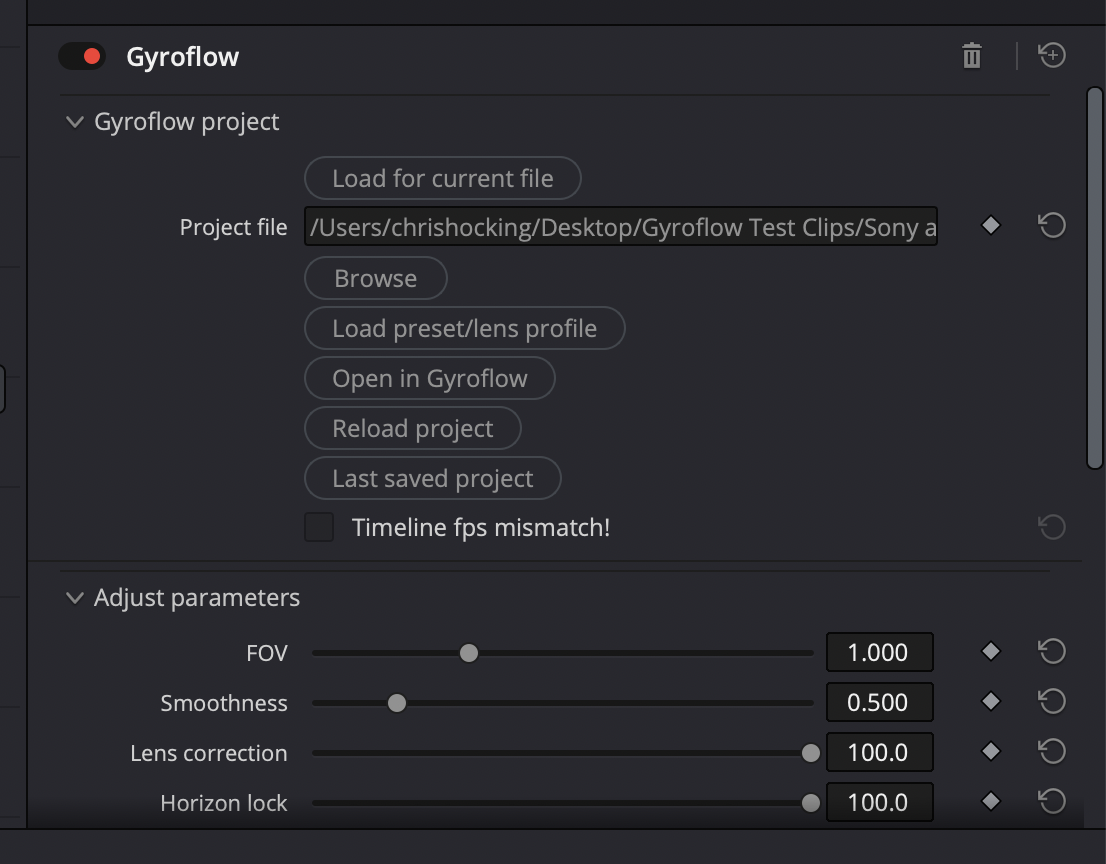 Gyroflow
Gyroflow project
Load for current file
Project file /Users/chrishocking/Desktop/Gyroflow Test Clips/Sony a
Browse
Load preset/lens profile
Open in Gyroflow
Reload project
Last saved project
Timeline fps mismatch!
Adjust parameters
FOV 1.000
Smoothness 0.500
Lens correction 100.0
Horizon lock 100.0